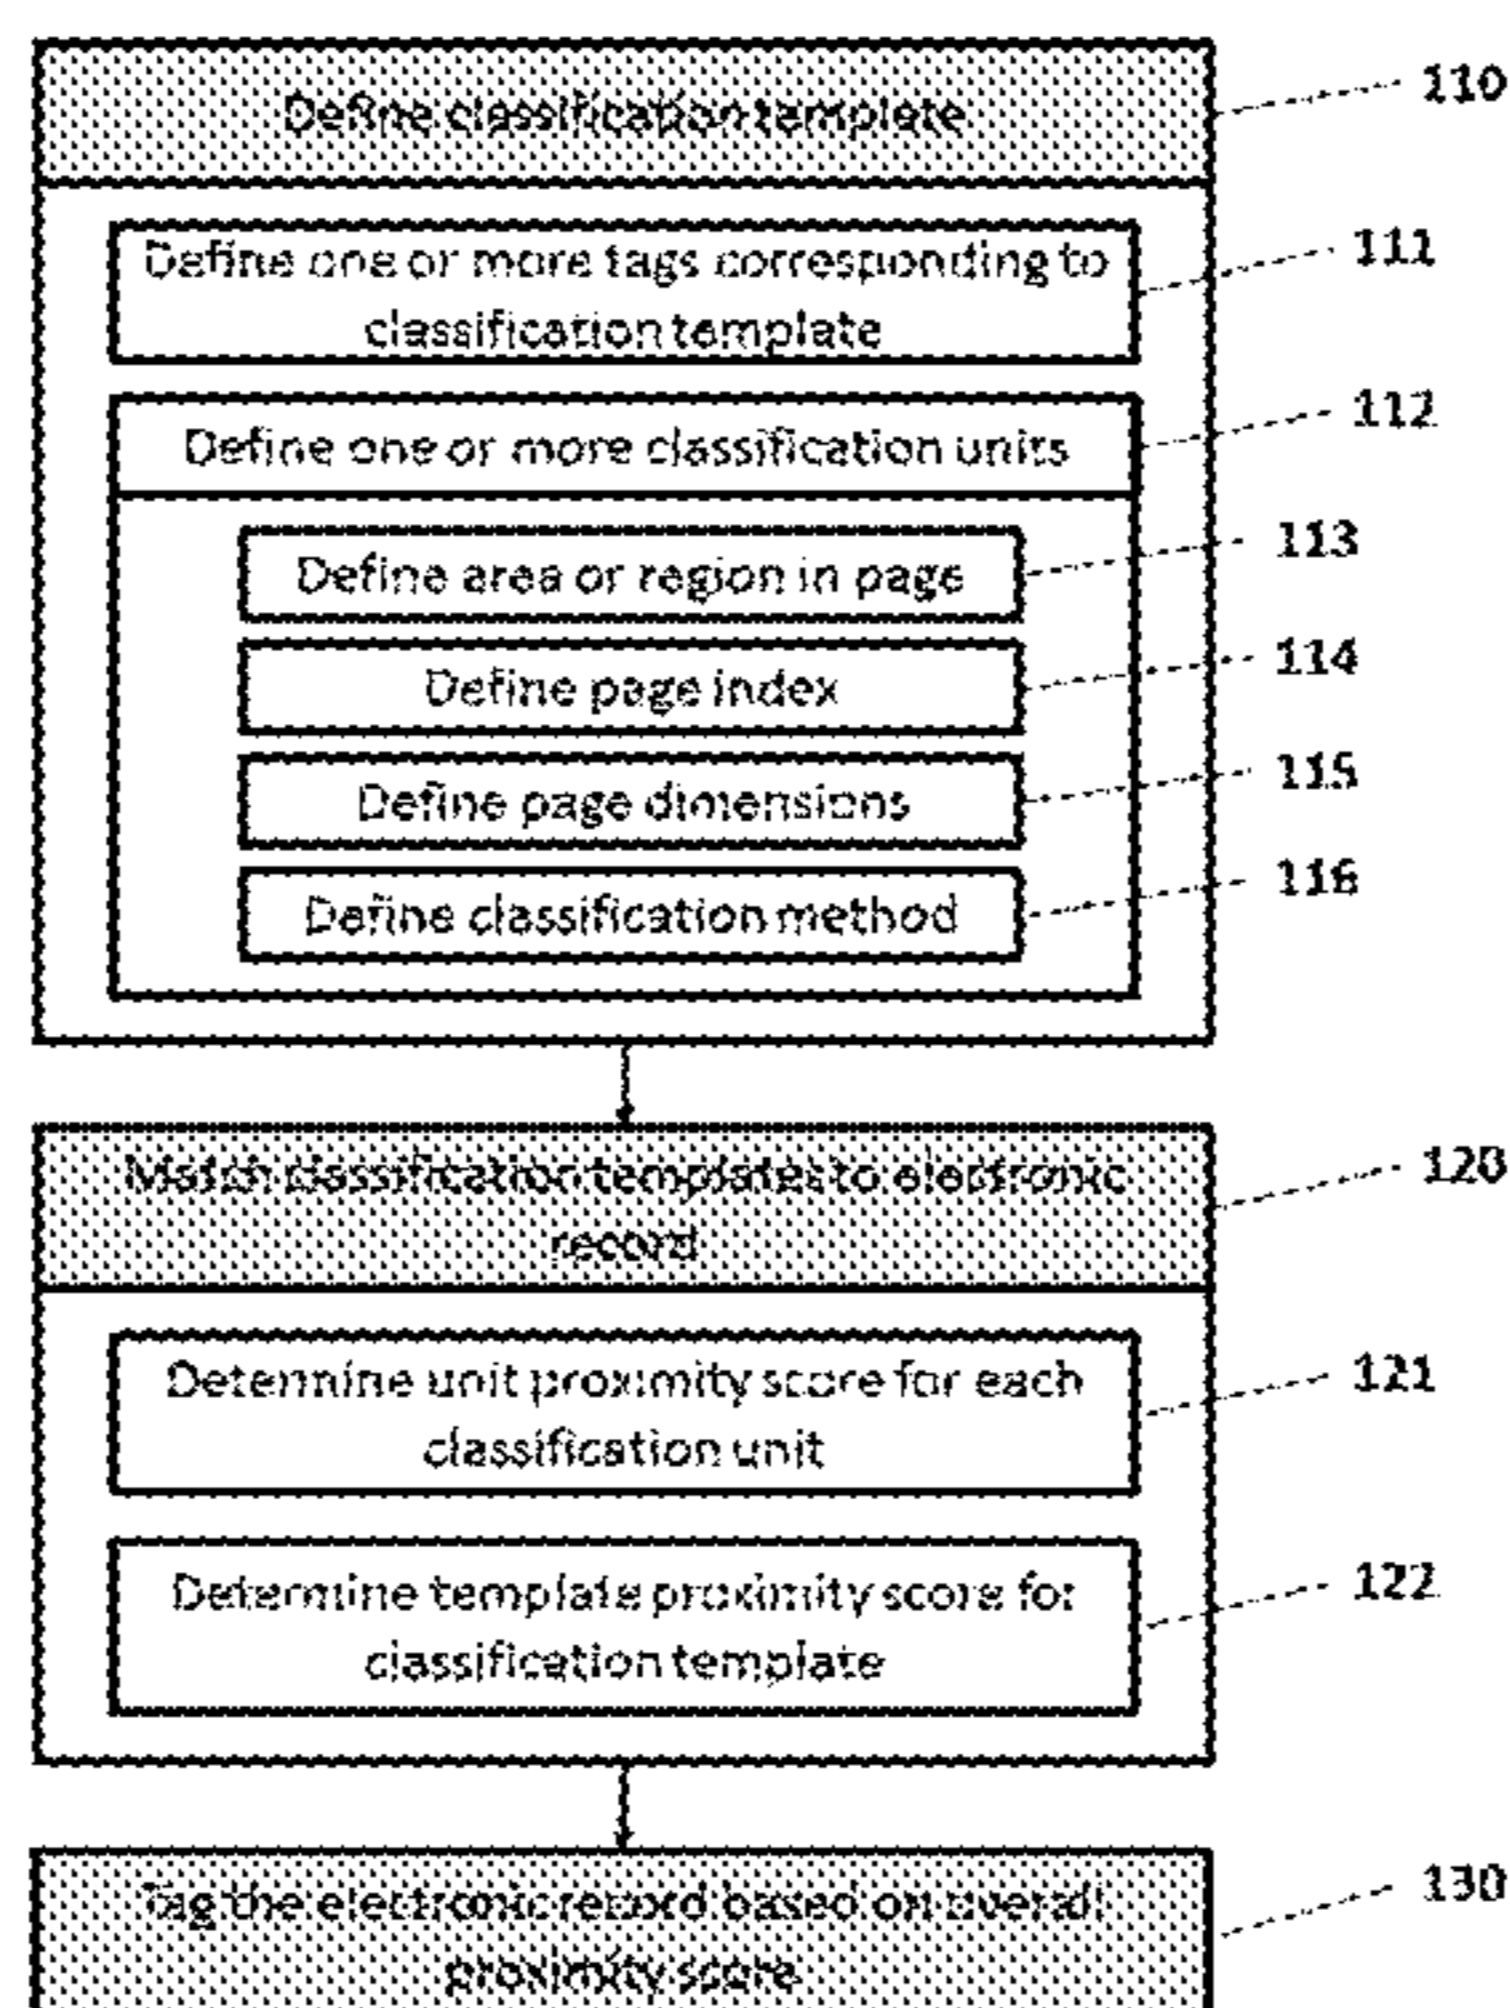 Define classification template
110
Define one or more tags corresponding to
classification template
111
Define one or more classification units
112
Define area or region in page
113
Define page index
114
Define page dimensions
115
Define classification method
116
Match classification templates to electronic
record
120
Determine unit proximity score for each
classification unit
121
Determine template proximity score for
classification template
122
Tag the electronic record based on overall
proximity score
130